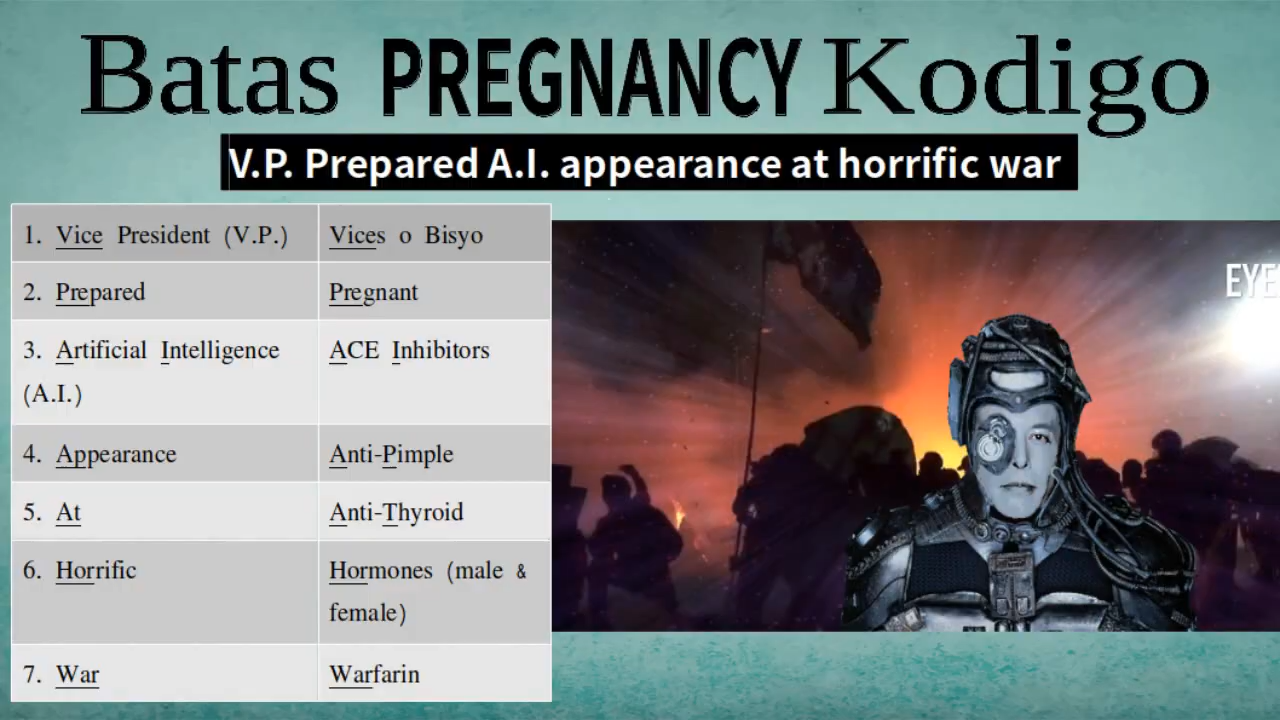 Batas PREGNANCY Kodigo
V.P. Prepared A.I. appearance at horrific war
1. Vice President (V.P.)
Vices o Bisyo
2. Prepared
Pregnant
3. Artificial Intelligence
(A.I.)
ACE Inhibitors
4. Appearance
Anti-Pimple
5. At
Anti-Thyroid
6. Horrific
Hormones (male &
female)
7. War
Warfarin
EYE